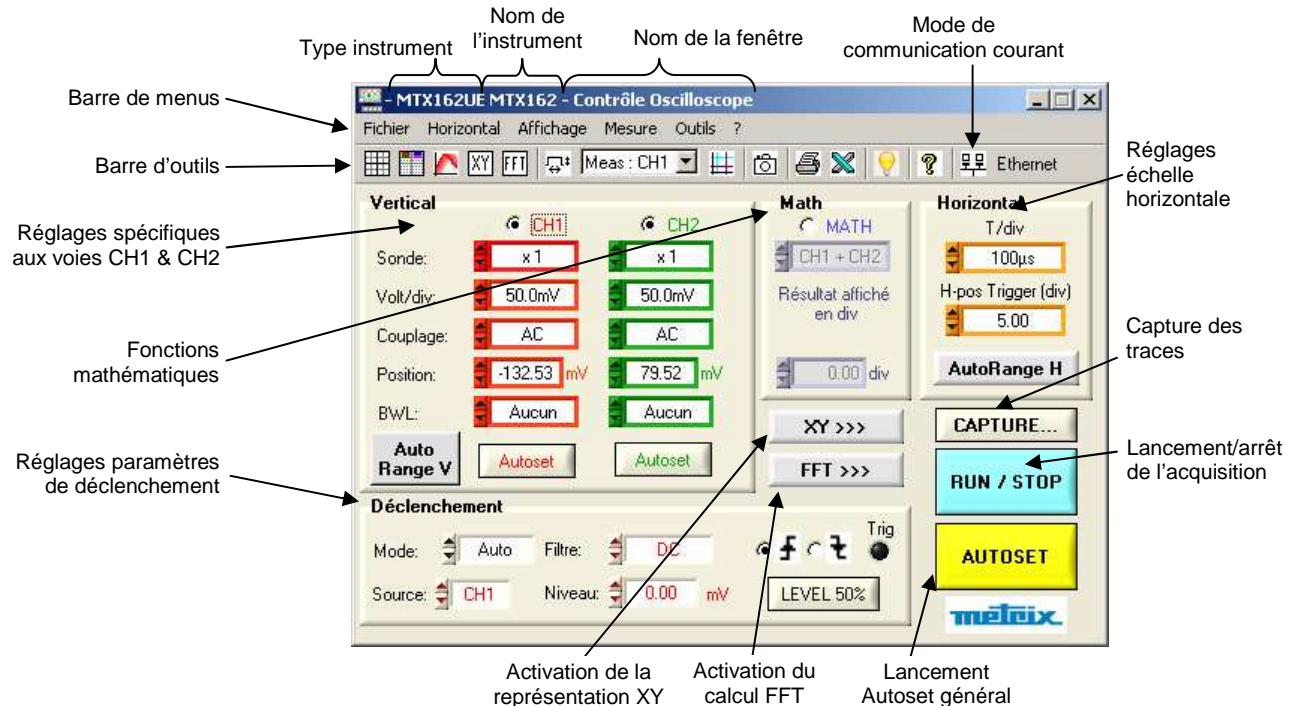 Type instrument
Nom de
l'instrument
Nom de la fenêtre
Mode de
communication courant
Barre de menus
Barre d'outils
Réglages spécifiques
aux voies CH1 & CH2
Fonctions
mathématiques
Réglages paramètres
de déclenchement
- MTX162UE MTX162 - Contrôle Oscilloscope
Fichier Horizontal Affichage Mesure Outils ?
XY FFT Meas : CH1 ? Ethernet
Vertical
CH1 CH2
Sonde: x 1 x 1
Volt/div: 50.0mV 50.0mV
Couplage: AC AC
Position: -132.53 mV 79.52 mV
BWL: Aucun Aucun
Auto
Range V
Autoset Autoset
Math
MATH
CH1 + CH2
Résultat affiché
en div
0.00 div
XY >>>
FFT >>>
Horizontal
T/div
100µs
H-pos Trigger (div)
5.00
AutoRange H
CAPTURE...
RUN / STOP
AUTOSET
metrix
Déclenchement
Mode: Auto Filtre: DC Trig
Source: CH1 Niveau: 0.00 mV LEVEL 50%
Réglages
échelle
horizontale
Capture des
traces
Lancement/arrêt
de l'acquisition
Activation de la
représentation XY
Activation du
calcul FFT
Lancement
Autoset général